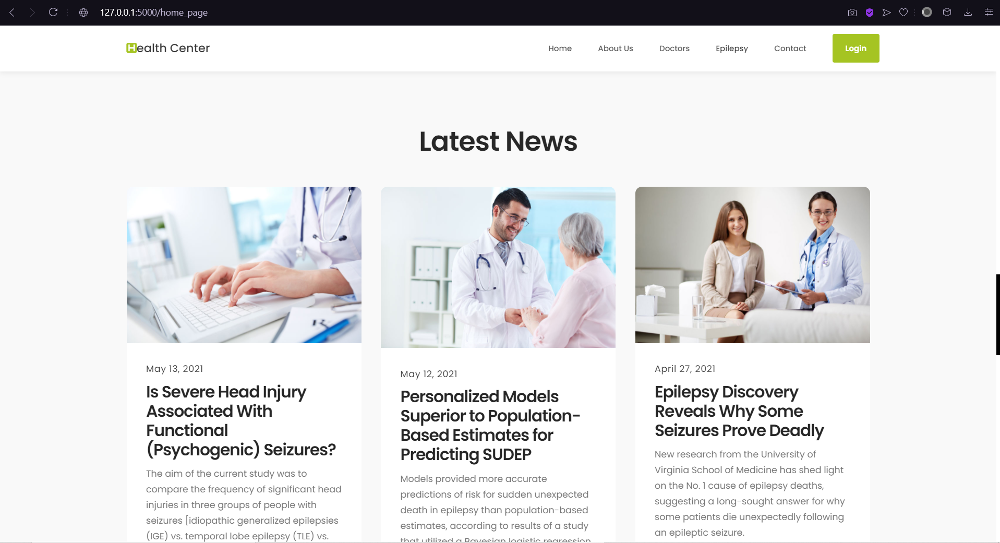 127.0.0.1:5000/home_page
Health Center
Home
About Us
Doctors
Epilepsy
Contact
Login
Latest News
May 13, 2021
Is Severe Head Injury
Associated With
Functional
(Psychogenic) Seizures?
The aim of the current study was to
compare the frequency of significant head
injuries in three groups of people with
seizures [idiopathic generalized epilepsies
(IGE) vs. temporal lobe epilepsy (TLE) vs.
May 12, 2021
Personalized Models
Superior to Population-
Based Estimates for
Predicting SUDEP
Models provided more accurate
predictions of risk for sudden unexpected
death in epilepsy than population-based
estimates, according to results of a study
that utilized a Bayesian logistic regression
April 27, 2021
Epilepsy Discovery
Reveals Why Some
Seizures Prove Deadly
New research from the University of
Virginia School of Medicine has shed light
on the No. 1 cause of epilepsy deaths,
suggesting a long-sought answer for why
some patients die unexpectedly following
an epileptic seizure.